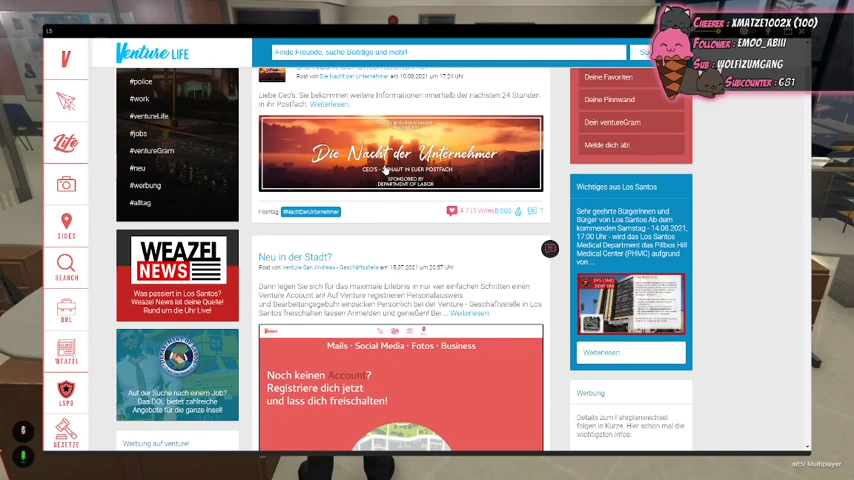 L5
Cheerer : xMatze1002x (100)
Follower : emoo_abiii
Sub : wolfizumgng
Subcounter : 681
V
Venture LIFE
Finde Freunde, suche Beiträge und mehr!
#police
#work
#ventureLife
#jobs
#ventureGram
#neu
#werbung
#alltag
Post von Die Nacht der Unternehmer am 10.08.2021 um 17:24 Uhr
Liebe Ceo's: Sie bekommen weitere Informationen innerhalb der nächsten 24 Stunden
in ihr Postfach. Weiterlesen.
Die Nacht der Unternehmer
CEO'S - SCHAUT IN EUER POSTFACH
SPONSORED BY
DEPARTMENT OF LABOR
Hashtag: #NachtDerUnternehmer
Deine Favoriten
Deine Pinnwand
Dein ventureGram
Melde dich ab!
Life
SIDES
SEARCH
DOL
WEAZEL
LSPD
GESETZE
WEAZEL
NEWS
Was passiert in Los Santos?
Weazel News ist deine Quelle!
Rund um die Uhr Live!
Auf der Suche nach einem Job?
Das DOL bietet zahlreiche
Angebote für die ganze Insel!
Werbung auf venture!
Neu in der Stadt?
Post von Venture San Andreas - Geschäftsstelle am 15.07.2021 um 20:57 Uhr
Dann legen Sie sich für das maximale Erlebnis in nur vier einfachen Schritten einen
Venture Account an! Auf Venture registrieren Personalausweis
und Bearbeitungsgebühr einpacken Persönlich bei der Venture - Geschäftsstelle in Los
Santos freischalten lassen Anmelden und genießen! Bei ... Weiterlesen.
Mails · Social Media · Fotos · Business
Noch keinen Account?
Registriere dich jetzt
und lass dich freischalten!
Wichtiges aus Los Santos
Sehr geehrte Bürgerinnen und
Bürger von Los Santos Ab dem
kommenden Samstag - 14.08.2021,
17:00 Uhr - wird das Los Santos
Medical Department das Pillbox Hill
Medical Center (PHMC) aufgrund
von ...
Weiterlesen.
Werbung
Details zum Fahrplanwechsel
folgen in Kürze. Hier schon mal die
wichtigsten Infos:
alt:V Multiplayer